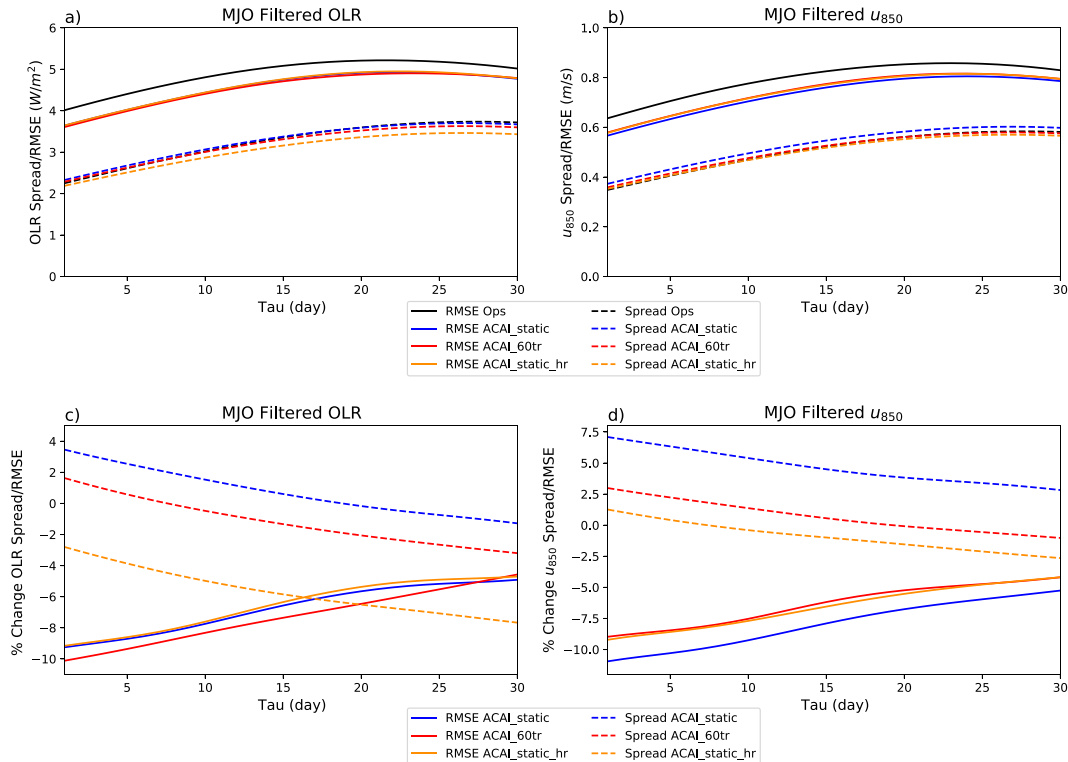 a)
MJO Filtered OLR
OLR Spread/RMSE (W/m²)
6
5
4
3
2
1
0
5
10
15
20
25
30
Tau (day)
b)
MJO Filtered u850
u850 Spread/RMSE (m/s)
1.0
0.8
0.6
0.4
0.2
0.0
5
10
15
20
25
30
Tau (day)
RMSE Ops
RMSE ACAI_static
RMSE ACAI_60tr
RMSE ACAI_static_hr
Spread Ops
Spread ACAI_static
Spread ACAI_60tr
Spread ACAI_static_hr
c)
MJO Filtered OLR
% Change OLR Spread/RMSE
4
2
0
−2
−4
−6
−8
−10
5
10
15
20
25
30
Tau (day)
d)
MJO Filtered u850
% Change u850 Spread/RMSE
7.5
5.0
2.5
0.0
−2.5
−5.0
−7.5
−10.0
5
10
15
20
25
30
Tau (day)
RMSE ACAI_static
RMSE ACAI_60tr
RMSE ACAI_static_hr
Spread ACAI_static
Spread ACAI_60tr
Spread ACAI_static_hr